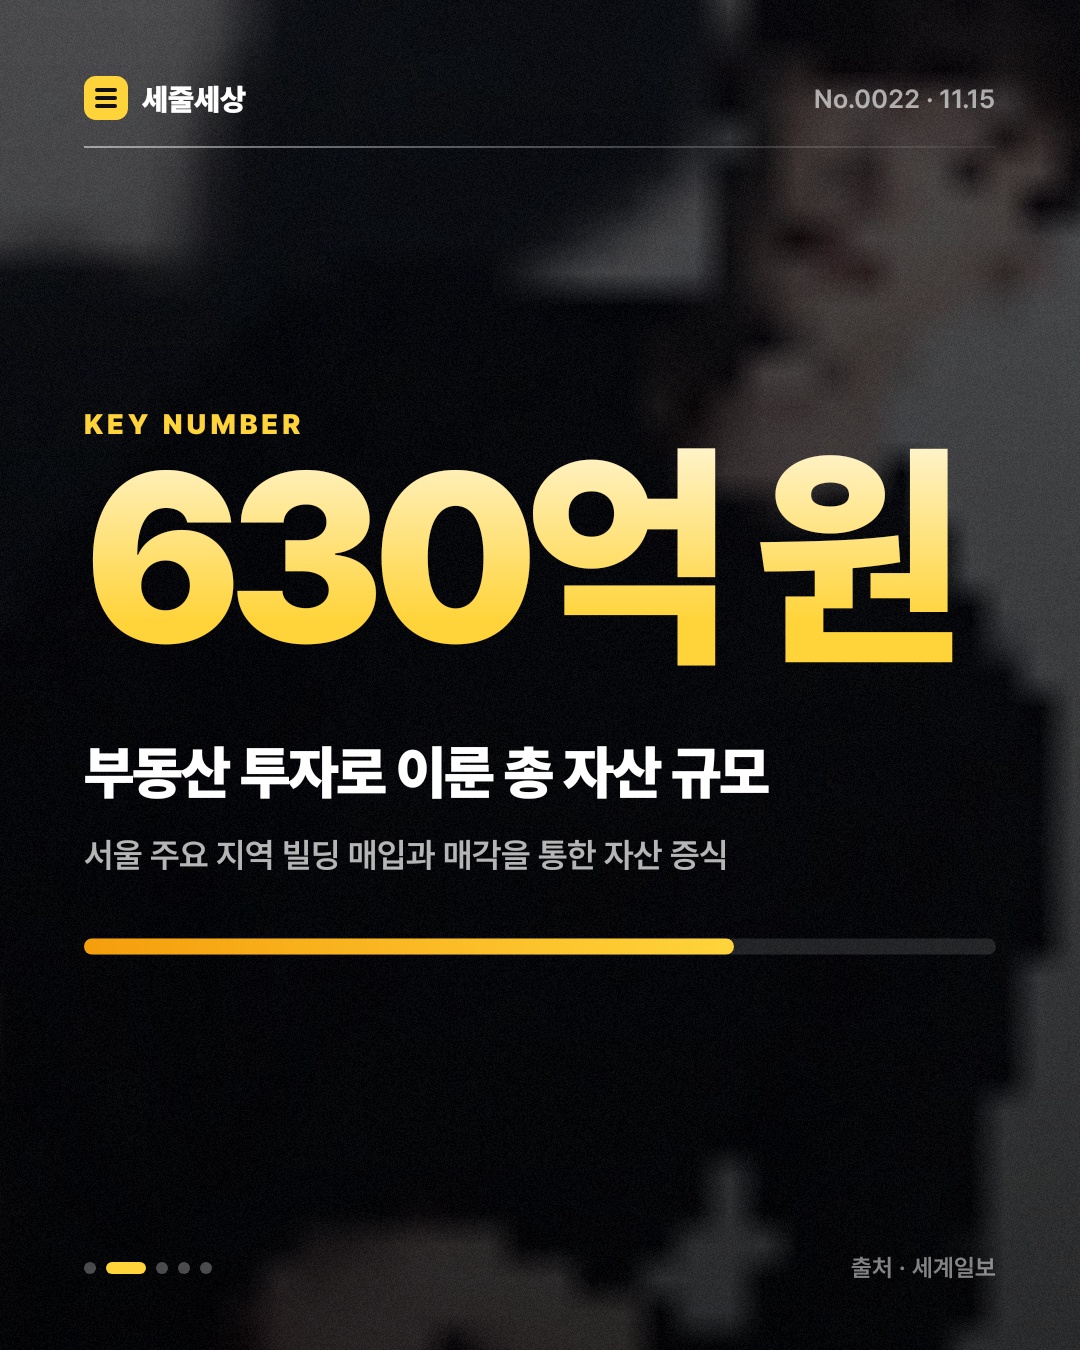 세줄세상
No.0022 · 11.15
KEY NUMBER
630억 원
부동산 투자로 이룬 총 자산 규모
서울 주요 지역 빌딩 매입과 매각을 통한 자산 증식
출처 · 세계일보